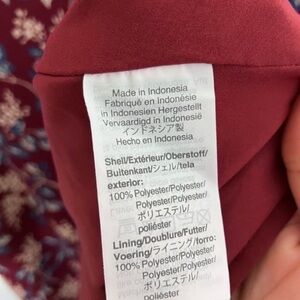 Made in Indonesia
Fabriqué en Indonésie
in Indonesien Hergestellt
Vervaardigd in Indonesië
インドネシア製
Hecho en Indonesia
Shell/Extérieur/Oberstoff/
Buitenkant/シェル/tela
exterior:
100% Polyester/Polyester/
Polyester/Polyester/
ポリエステル/
poliéster
Lining/Doublure/Futter/
Voering/ライニング/forro:
100% Polyester/Polyester/
Polyester/Polyester/
ポリエステル/
poliéster